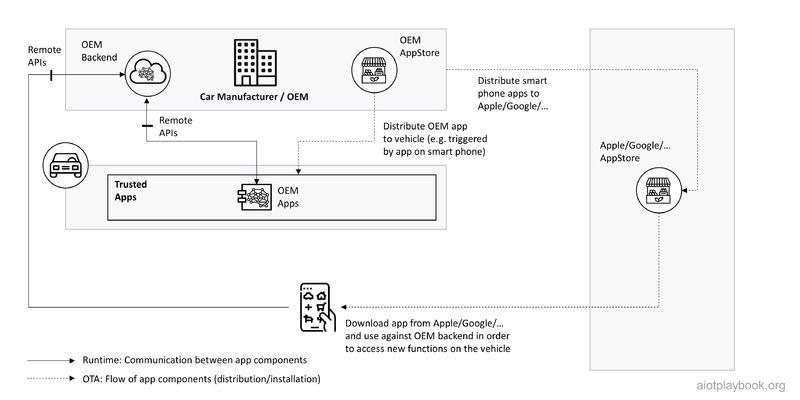 Remote
APIs
OEM
Backend
Car Manufacturer / OEM
OEM
AppStore
Distribute smart
phone apps to
Apple/Google/...
Remote
APIs
Distribute OEM app
to vehicle (e.g. triggered
by app on smart phone)
Apple/Google/...
AppStore
Trusted
Apps
OEM
Apps
Download app from Apple/Google/...
and use against OEM backend in order
to access new functions on the vehicle
Runtime: Communication between app components
OTA: Flow of app components (distribution/installation)
aiotplaybook.org